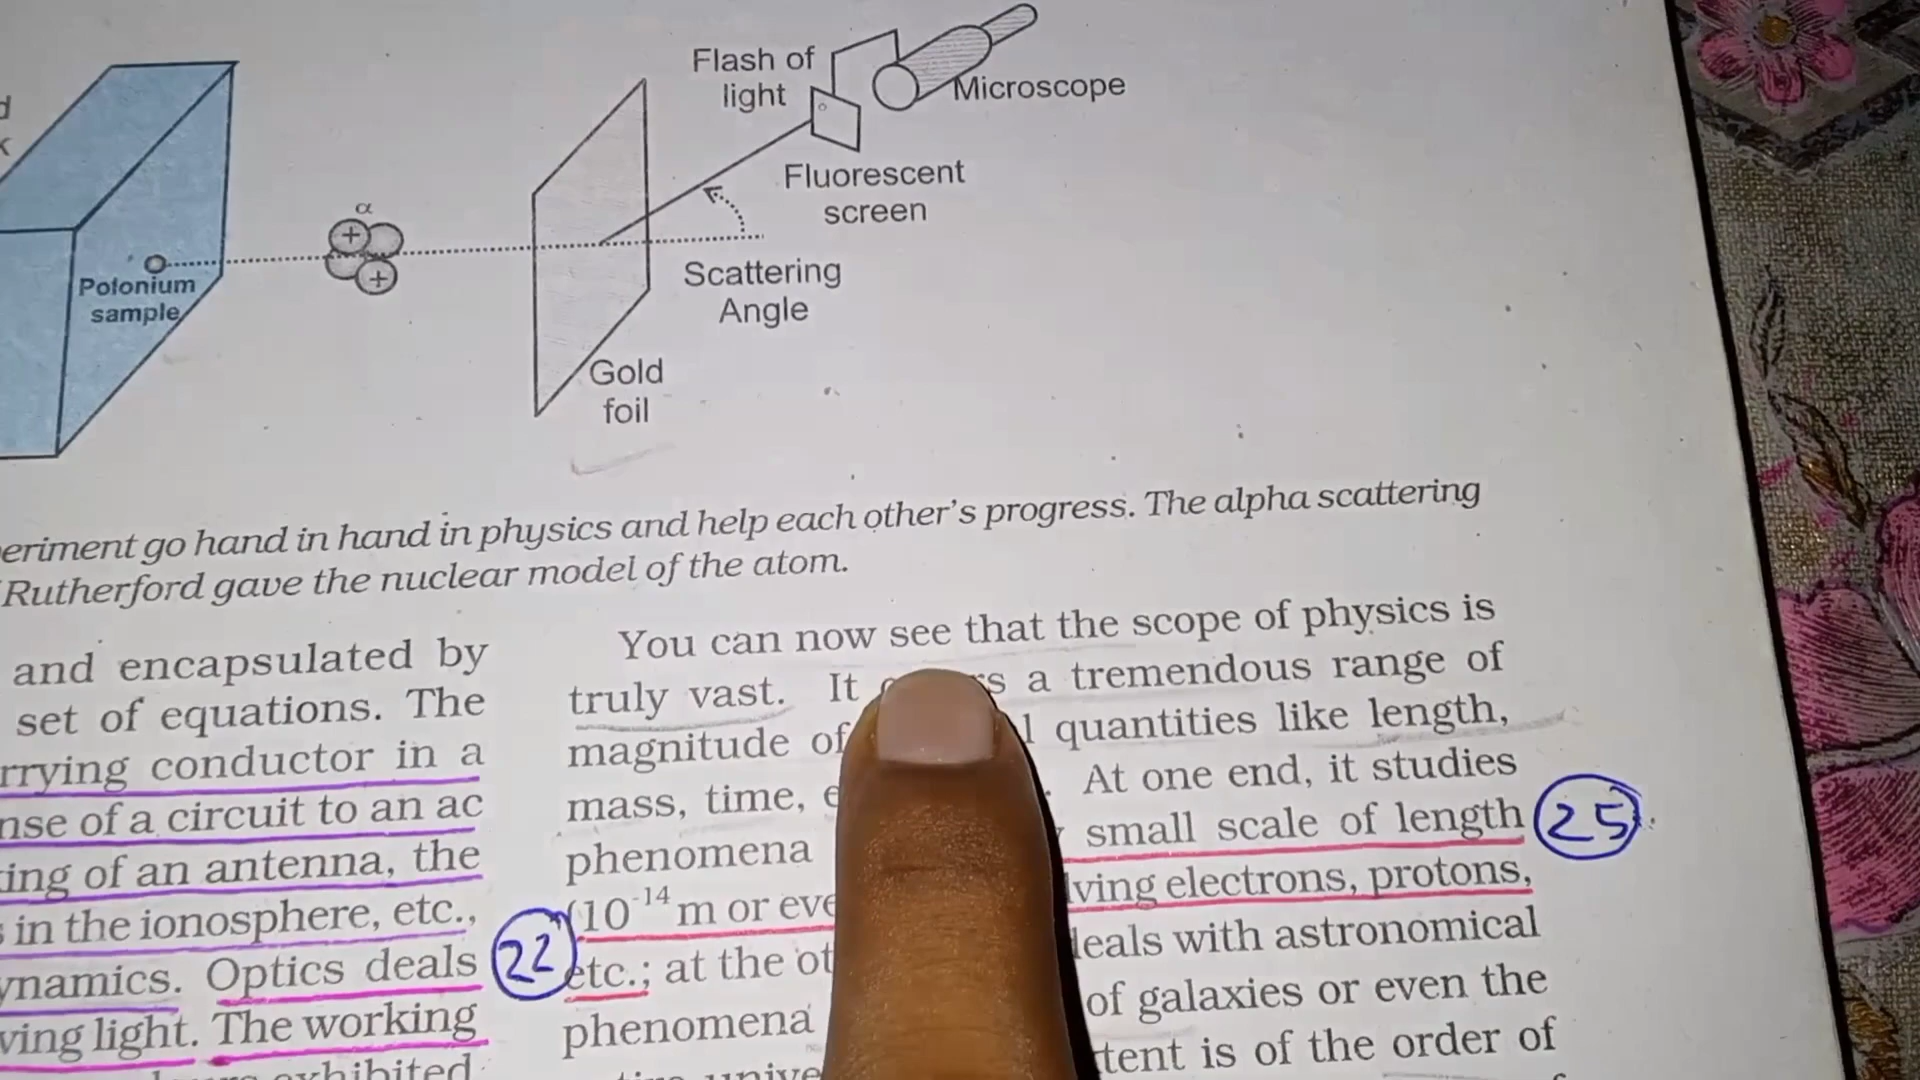 d
k
Flash of
light
Microscope
Fluorescent
screen
α
+
+
Polonium
sample
Scattering
Angle
Gold
foil
eriment go hand in hand in physics and help each other's progress. The alpha scattering
Rutherford gave the nuclear model of the atom.
and encapsulated by
set of equations. The
rrying conductor in a
nse of a circuit to an ac
ing of an antenna, the
s in the ionosphere, etc.,
ynamics. Optics deals
ving light. The working
exhibited
22
You can now see that the scope of physics is
truly vast. It s a tremendous range of
magnitude of l quantities like length,
mass, time, e . At one end, it studies
phenomena y small scale of length
25
(10-14 m or eve lving electrons, protons,
etc.; at the ot deals with astronomical
phenomena of galaxies or even the
unive tent is of the order of